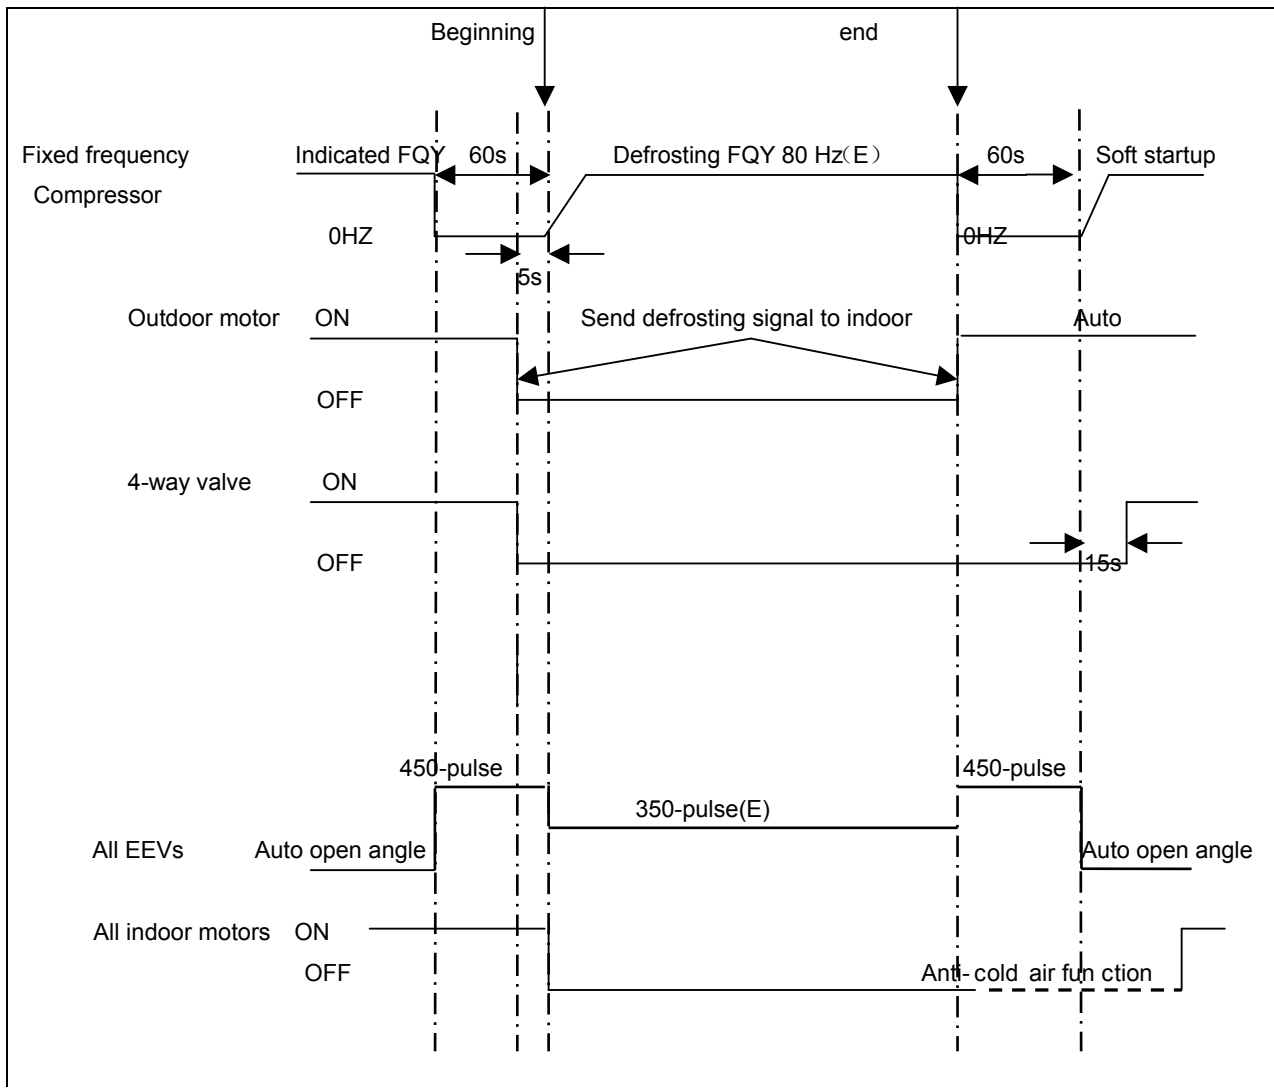 Beginning end
Fixed frequency Indicated FQY 60s Defrosting FQY 80 Hz(E) 60s Soft startup
Compressor
0HZ 0HZ
5s
Outdoor motor ON Send defrosting signal to indoor Auto
OFF
4-way valve ON
OFF 15s
450-pulse 450-pulse
350-pulse(E)
All EEVs Auto open angle Auto open angle
All indoor motors ON
OFF Anti-cold air fun ction